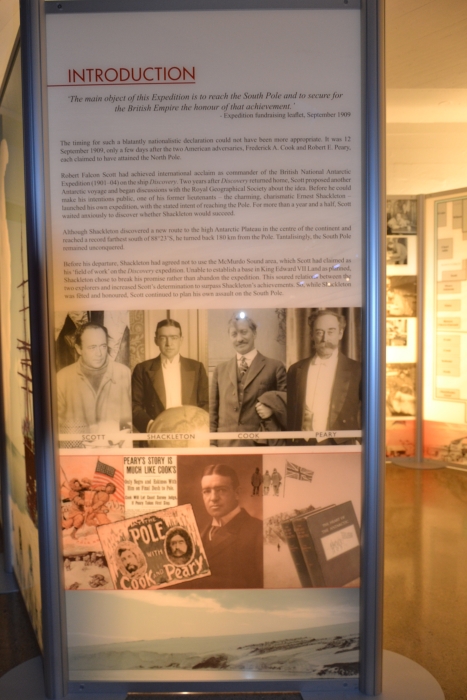 INTRODUCTION
'The main object of this Expedition is to reach the South Pole and to secure for
the British Empire the honour of that achievement.'
- Expedition fundraising leaflet, September 1909
The timing for such a blatantly nationalistic declaration could not have been more appropriate. It was 12
September 1909, only a few days after the two American adversaries, Frederick A. Cook and Robert E. Peary,
each claimed to have attained the North Pole.
Robert Falcon Scott had achieved international acclaim as commander of the British National Antarctic
Expedition (1901-04) on the ship Discovery. Two years after Discovery returned home, Scott proposed another
Antarctic voyage and began discussions with the Royal Geographical Society about the idea. Before he could
make his intentions public, one of his former lieutenants - the charming, charismatic Ernest Shackleton -
launched his own expedition, with the stated intent of reaching the Pole. For more than a year and a half, Scott
waited anxiously to discover whether Shackleton would succeed.
Although Shackleton discovered a new route to the high Antarctic Plateau in the centre of the continent and
reached a record farthest south of 88°23'S, he turned back 180 km from the Pole. Tantalisingly, the South Pole
remained unconquered.
Before his departure, Shackleton had agreed not to use the McMurdo Sound area, which Scott had claimed as
his 'field of work' on the Discovery expedition. Unable to establish a base in King Edward VII Land as planned,
Shackleton chose to break his promise rather than abandon the expedition. This soured relations between the
two explorers and increased Scott's determination to surpass Shackleton's achievements. So, while Shackleton
was fêted and honoured, Scott continued to plan his own assault on the South Pole.
SCOTT SHACKLETON COOK PEARY
PEARY'S STORY IS
MUCH LIKE COOK'S
POLE
WITH
Cook and Peary